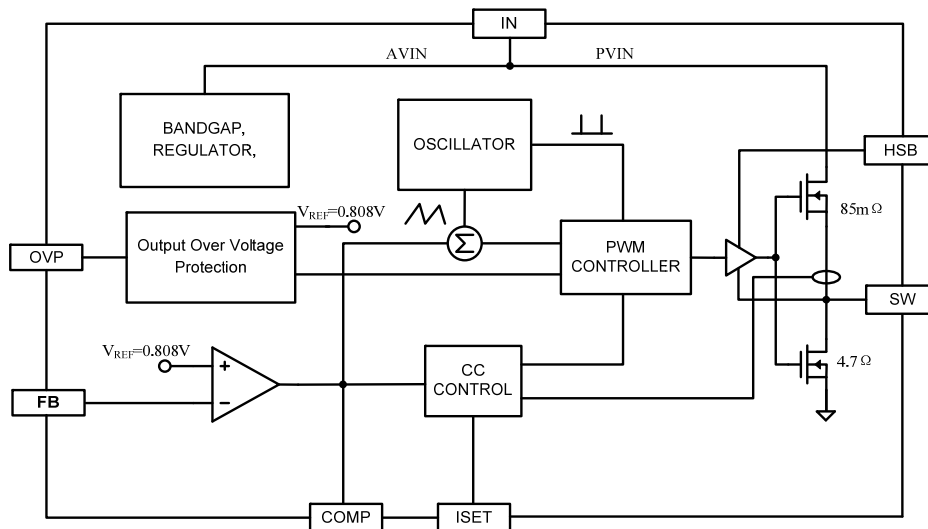 IN
AVIN
PVIN
BANDGAP,
REGULATOR,
OSCILLATOR
HSB
VREF=0.808V
85mΩ
OVP
Output Over Voltage
Protection
Σ
PWM
CONTROLLER
SW
VREF=0.808V
+
−
CC
CONTROL
4.7Ω
FB
COMP
ISET